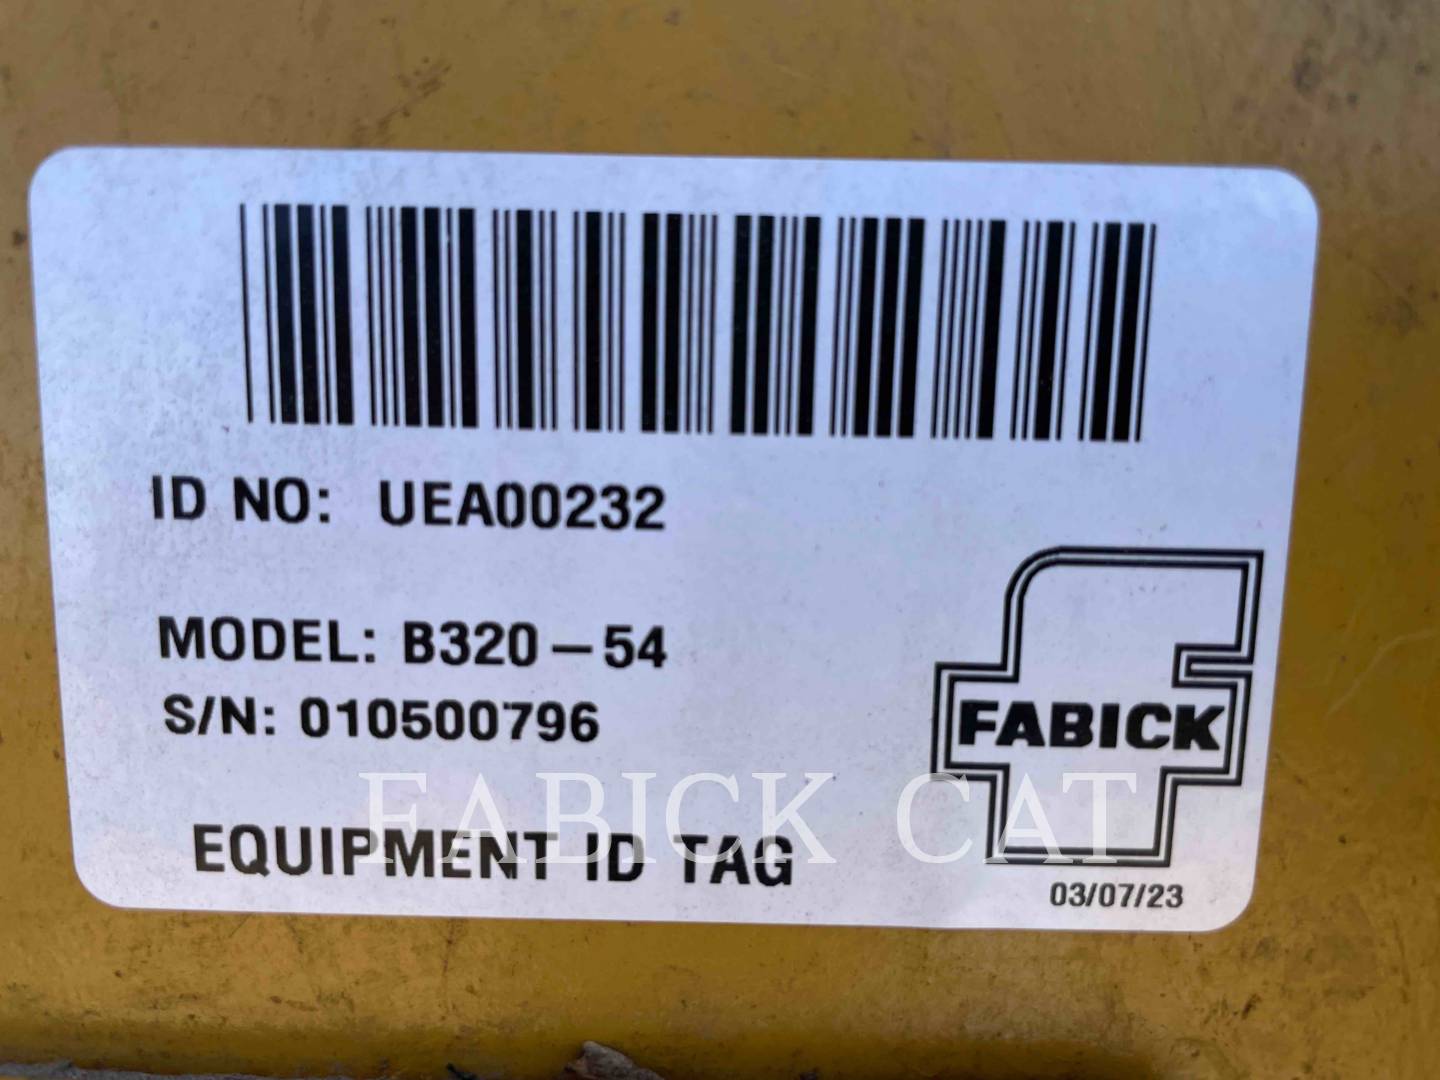 ID NO: UEA00232
MODEL: B320-54
S/N: 010500796
FABICK
FABICK CAT
EQUIPMENT ID TAG
03/07/23